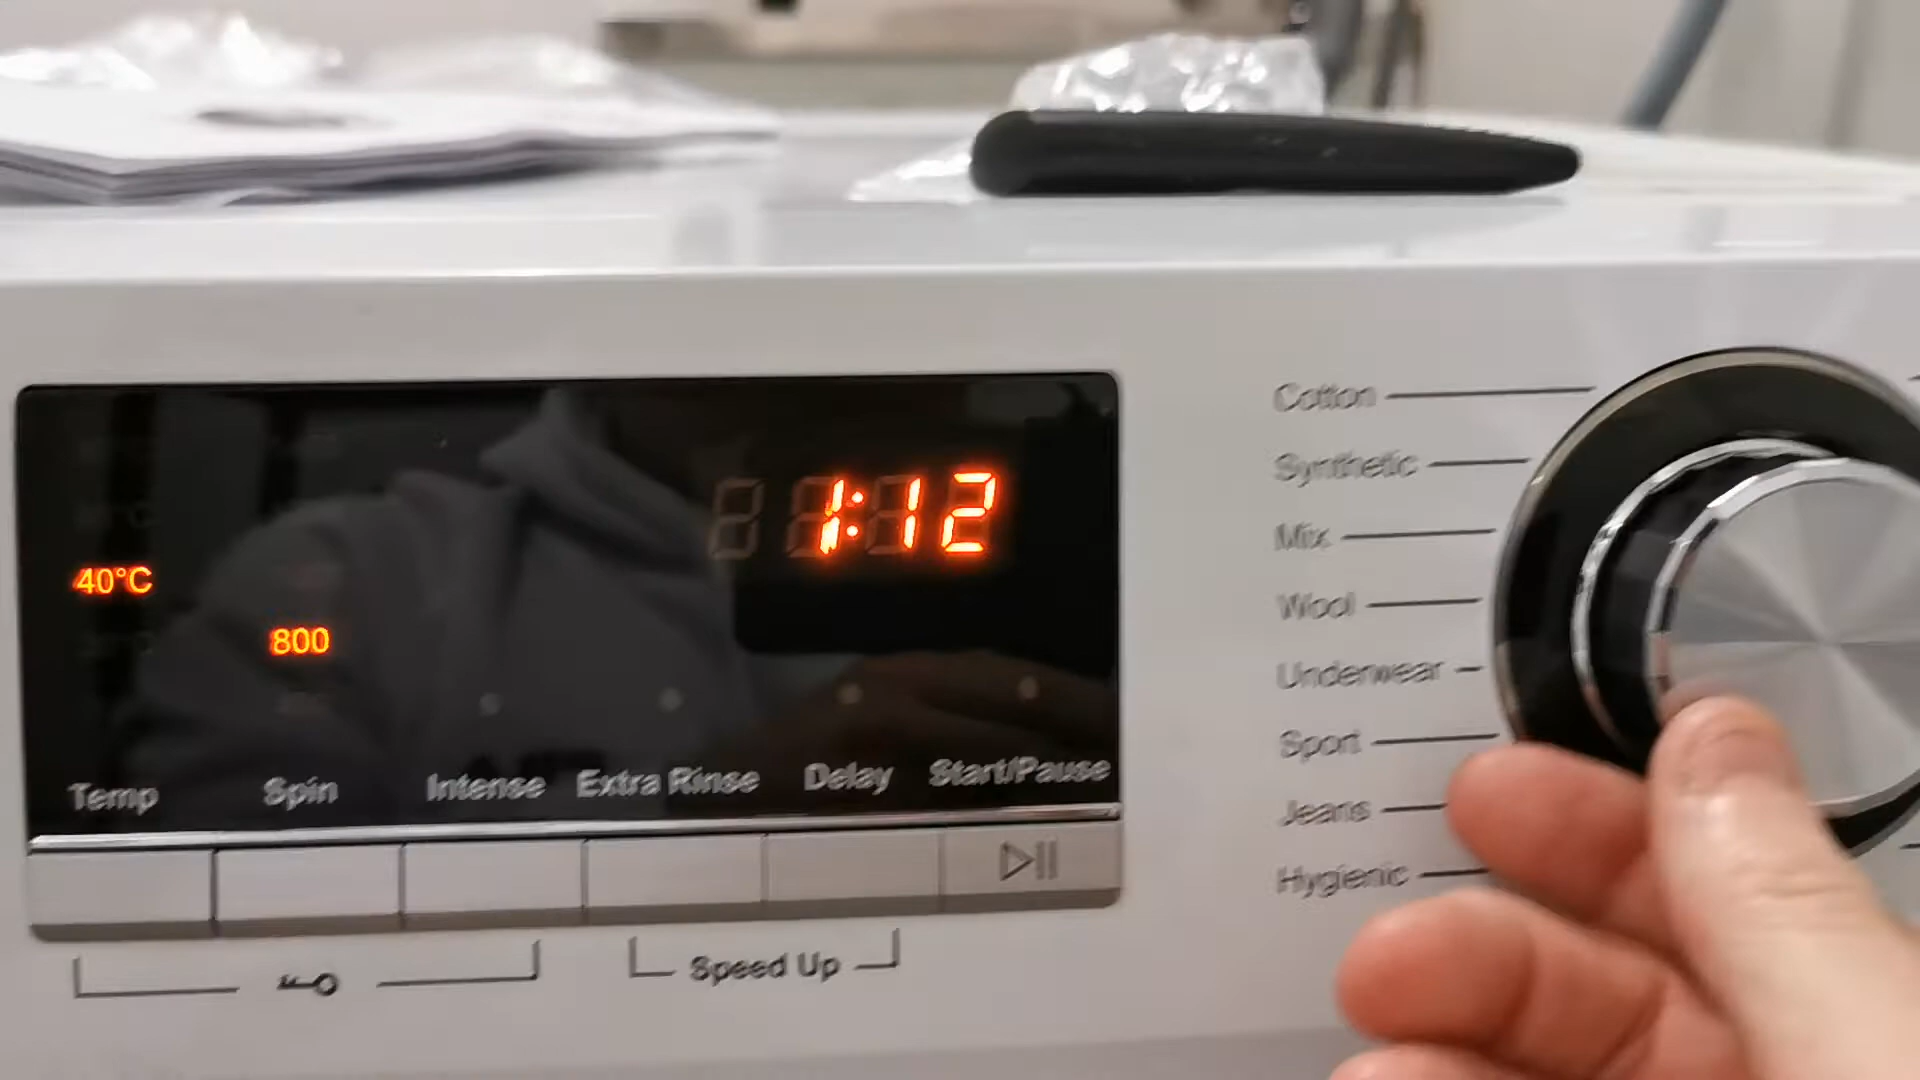 1:12
40°C
800
Temp Spin Intense Extra Rinse Delay Start/Pause
Speed Up
Cotton
Synthetic
Mix
Wool
Underwear
Sport
Jeans
Hygienic